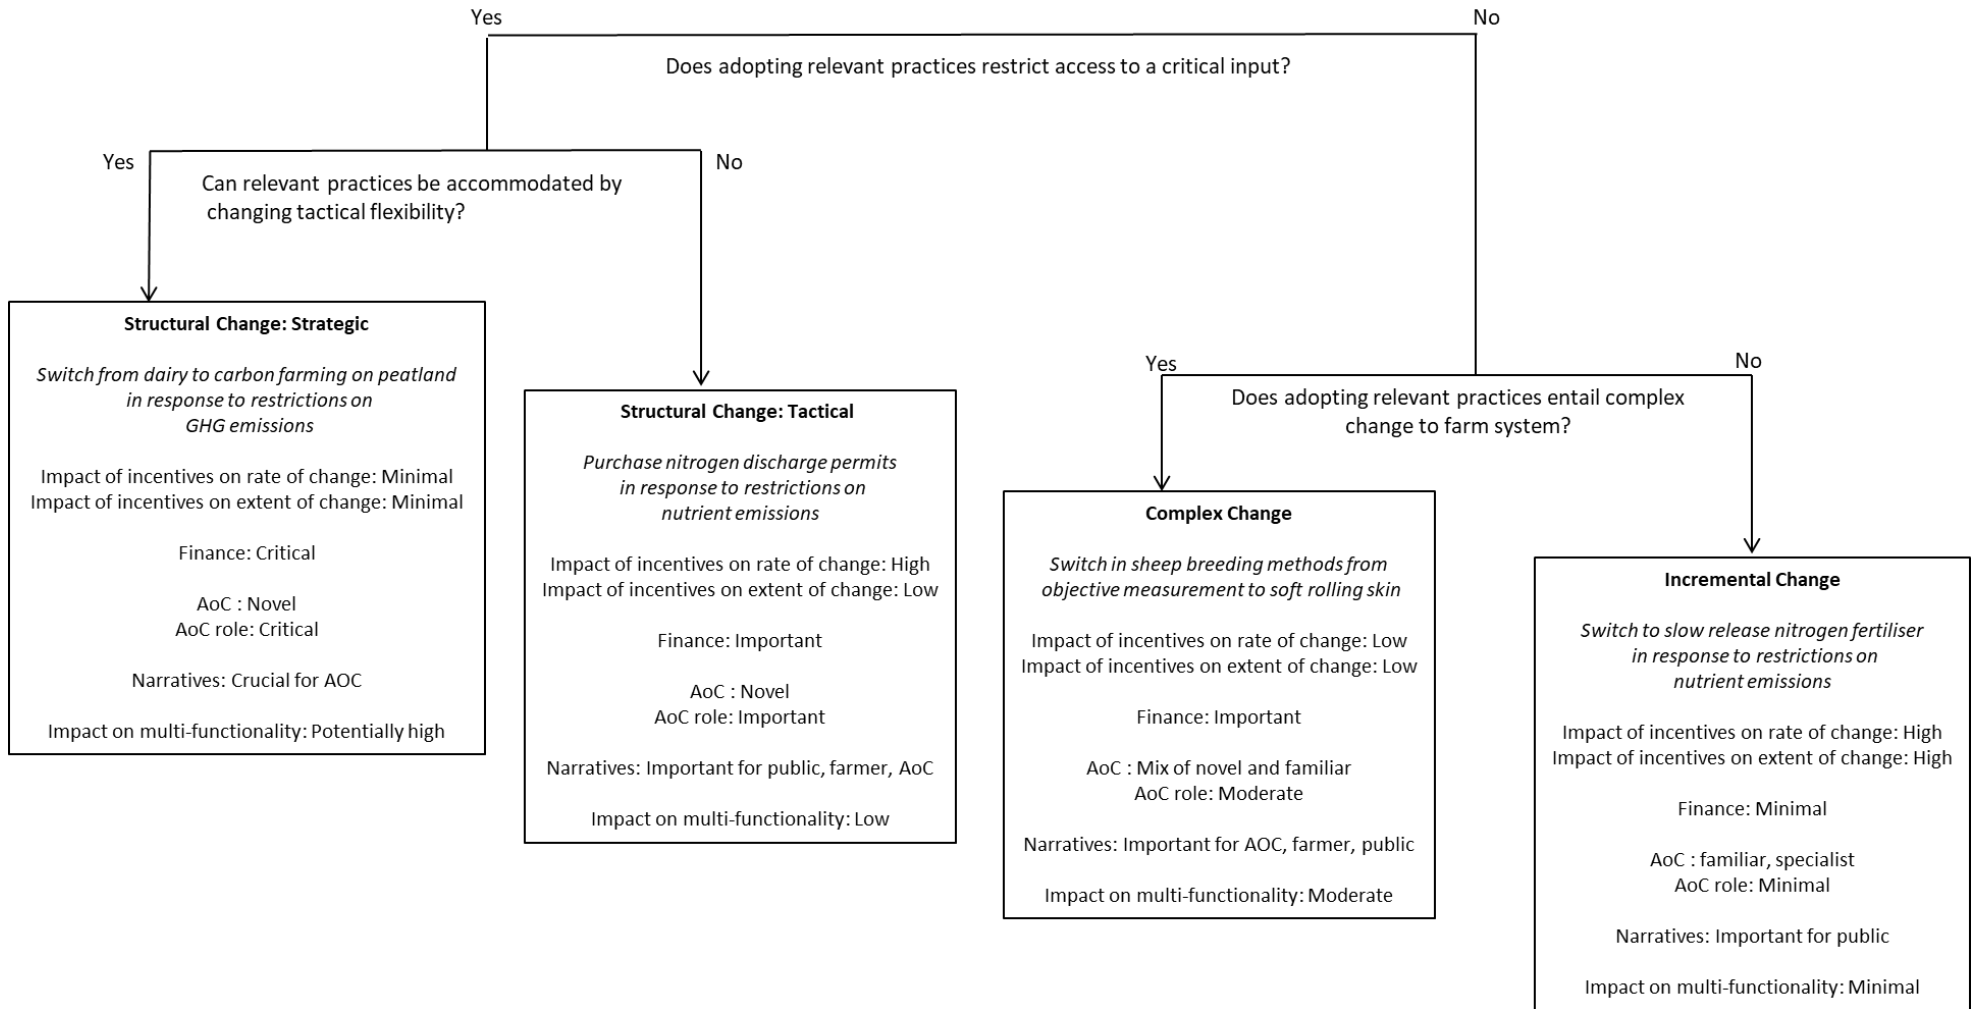 Yes
No
Does adopting relevant practices restrict access to a critical input?
Yes
No
Can relevant practices be accommodated by
changing tactical flexibility?
Structural Change: Strategic
Switch from dairy to carbon farming on peatland
in response to restrictions on
GHG emissions
Impact of incentives on rate of change: Minimal
Impact of incentives on extent of change: Minimal
Finance: Critical
AoC : Novel
AoC role: Critical
Narratives: Crucial for AOC
Impact on multi-functionality: Potentially high
Structural Change: Tactical
Purchase nitrogen discharge permits
in response to restrictions on
nutrient emissions
Impact of incentives on rate of change: High
Impact of incentives on extent of change: Low
Finance: Important
AoC : Novel
AoC role: Important
Narratives: Important for public, farmer, AoC
Impact on multi-functionality: Low
Yes
No
Does adopting relevant practices entail complex
change to farm system?
Complex Change
Switch in sheep breeding methods from
objective measurement to soft rolling skin
Impact of incentives on rate of change: Low
Impact of incentives on extent of change: Low
Finance: Important
AoC : Mix of novel and familiar
AoC role: Moderate
Narratives: Important for AOC, farmer, public
Impact on multi-functionality: Moderate
Incremental Change
Switch to slow release nitrogen fertiliser
in response to restrictions on
nutrient emissions
Impact of incentives on rate of change: High
Impact of incentives on extent of change: High
Finance: Minimal
AoC : familiar, specialist
AoC role: Minimal
Narratives: Important for public
Impact on multi-functionality: Minimal